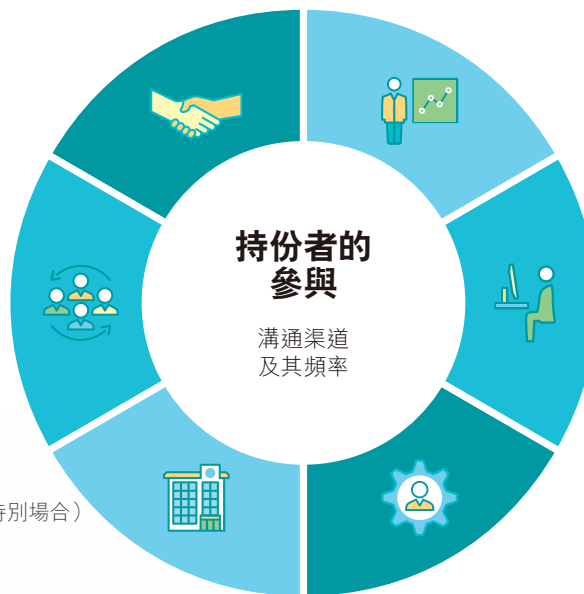 持份者的
參與
溝通渠道
及其頻率
特別場合）